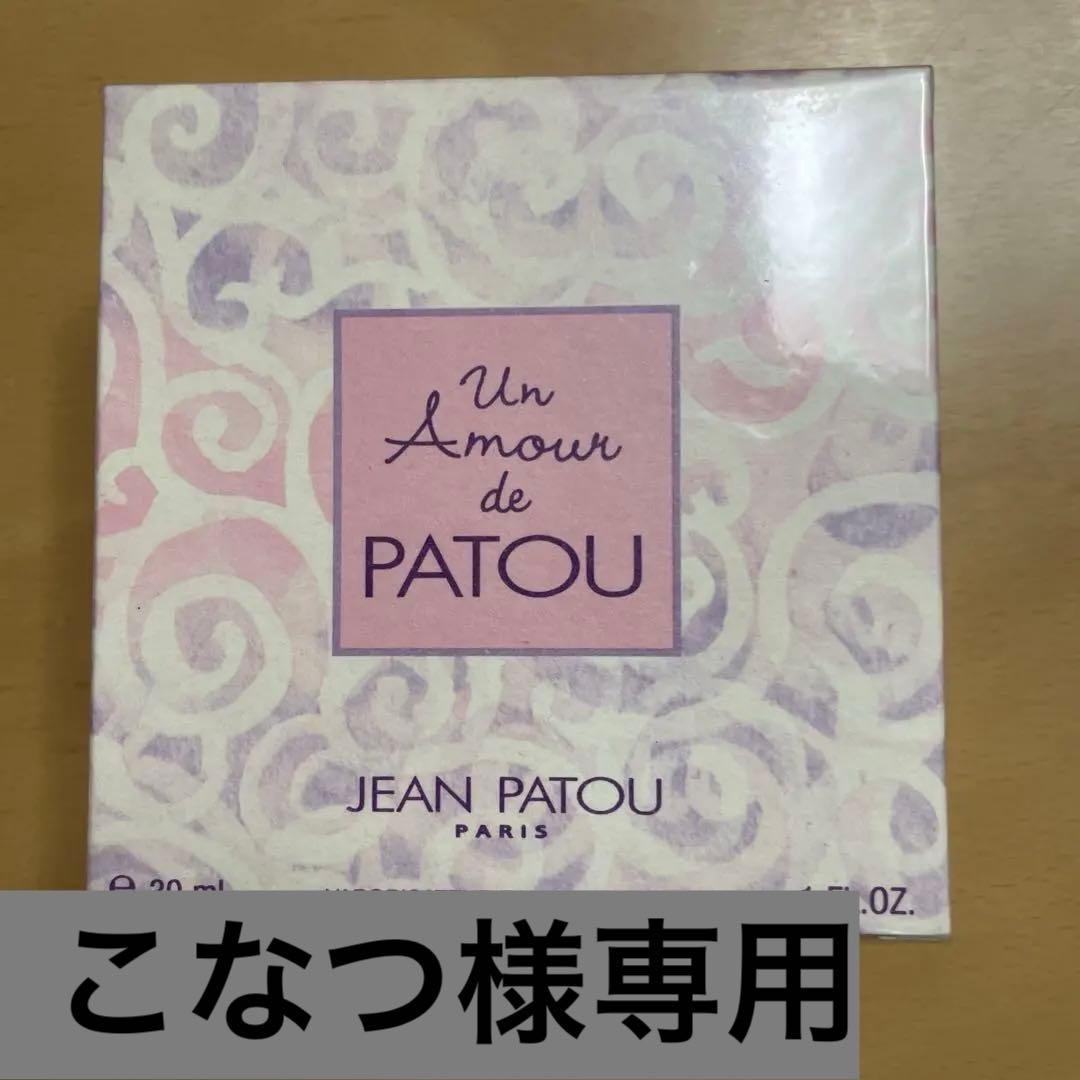 Un
Amour
de
PATOU
JEAN PATOU
PARIS
FL.OZ.
こなつ様専用